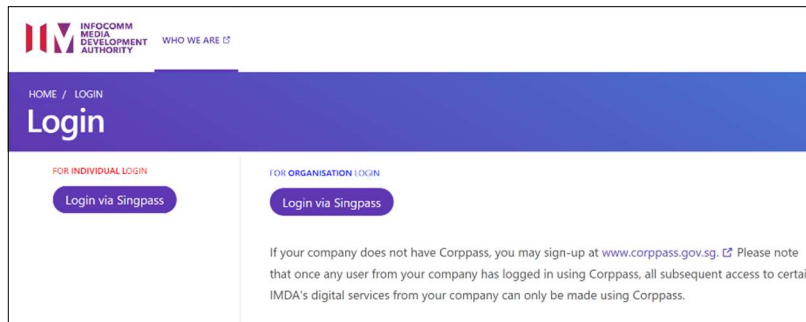 INFOCOMM
MEDIA
DEVELOPMENT
AUTHORITY
WHO WE ARE
HOME / LOGIN
Login
FOR INDIVIDUAL LOGIN
Login via Singpass
FOR ORGANISATION LOGIN
Login via Singpass
If your company does not have Corppass, you may sign-up at www.corppass.gov.sg. Please note
that once any user from your company has logged in using Corppass, all subsequent access to certai
IMDA's digital services from your company can only be made using Corppass.